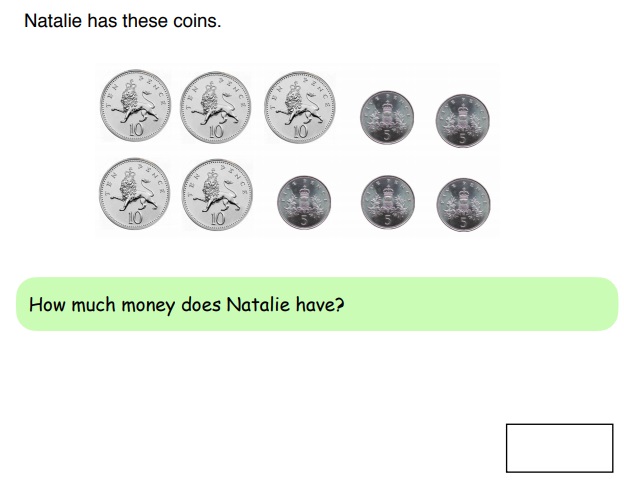 Natalie has these coins.
TEN PENCE TEN PENCE TEN PENCE
10 10 10 5 5
TEN PENCE TEN PENCE
10 10 5 5 5
How much money does Natalie have?